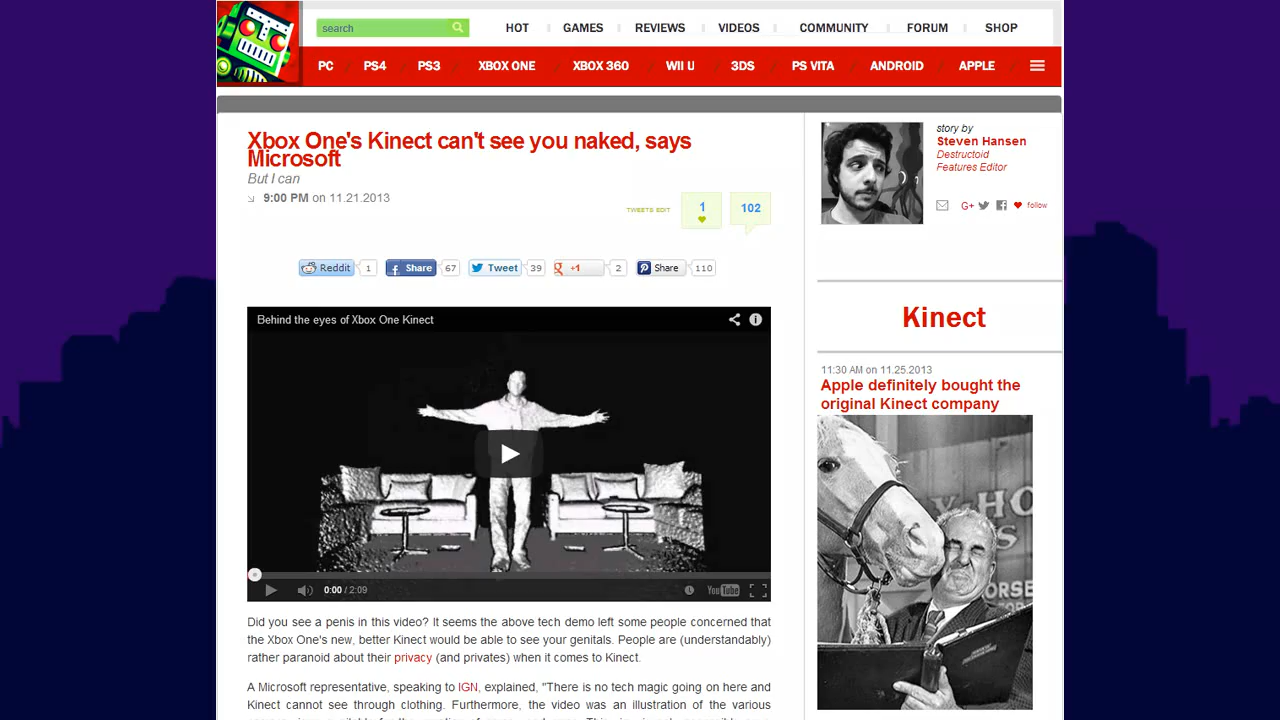 search
HOT GAMES REVIEWS VIDEOS COMMUNITY FORUM SHOP
PC PS4 PS3 XBOX ONE XBOX 360 WII U 3DS PS VITA ANDROID APPLE
Xbox One's Kinect can't see you naked, says
Microsoft
But I can
9:00 PM on 11.21.2013
TWEETS EDIT 1 102
Reddit 1 Share 67 Tweet 39 +1 2 Share 110
Behind the eyes of Xbox One Kinect
0:00 / 2:09 YouTube
Did you see a penis in this video? It seems the above tech demo left some people concerned that
the Xbox One's new, better Kinect would be able to see your genitals. People are (understandably)
rather paranoid about their privacy (and privates) when it comes to Kinect.
A Microsoft representative, speaking to IGN, explained, "There is no tech magic going on here and
Kinect cannot see through clothing. Furthermore, the video was an illustration of the various
story by
Steven Hansen
Destructoid
Features Editor
G+ follow
Kinect
11:30 AM on 11.25.2013
Apple definitely bought the
original Kinect company